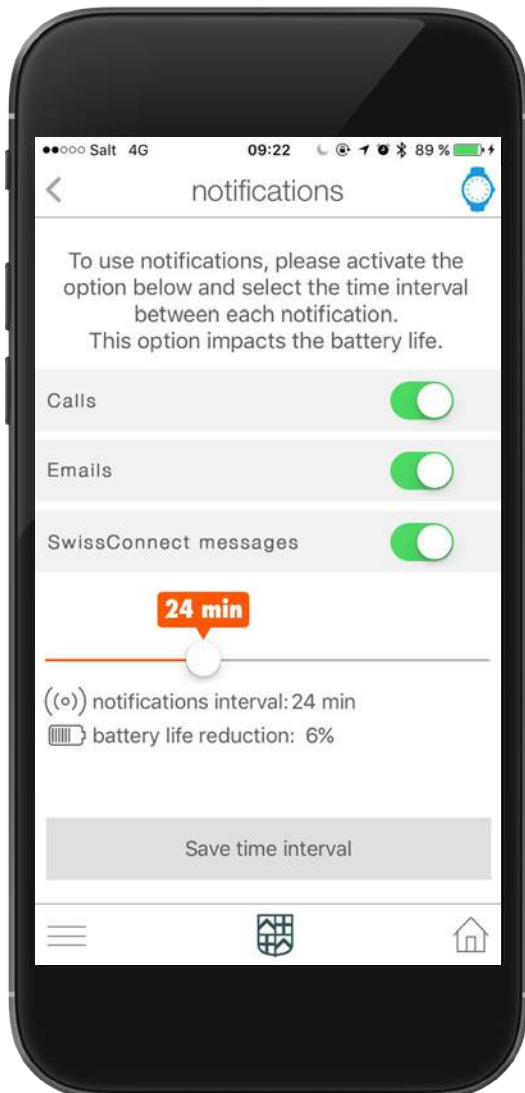 Salt 4G 09:22 89 %
notifications
To use notifications, please activate the
option below and select the time interval
between each notification.
This option impacts the battery life.
Calls
Emails
SwissConnect messages
24 min
notifications interval: 24 min
battery life reduction: 6%
Save time interval